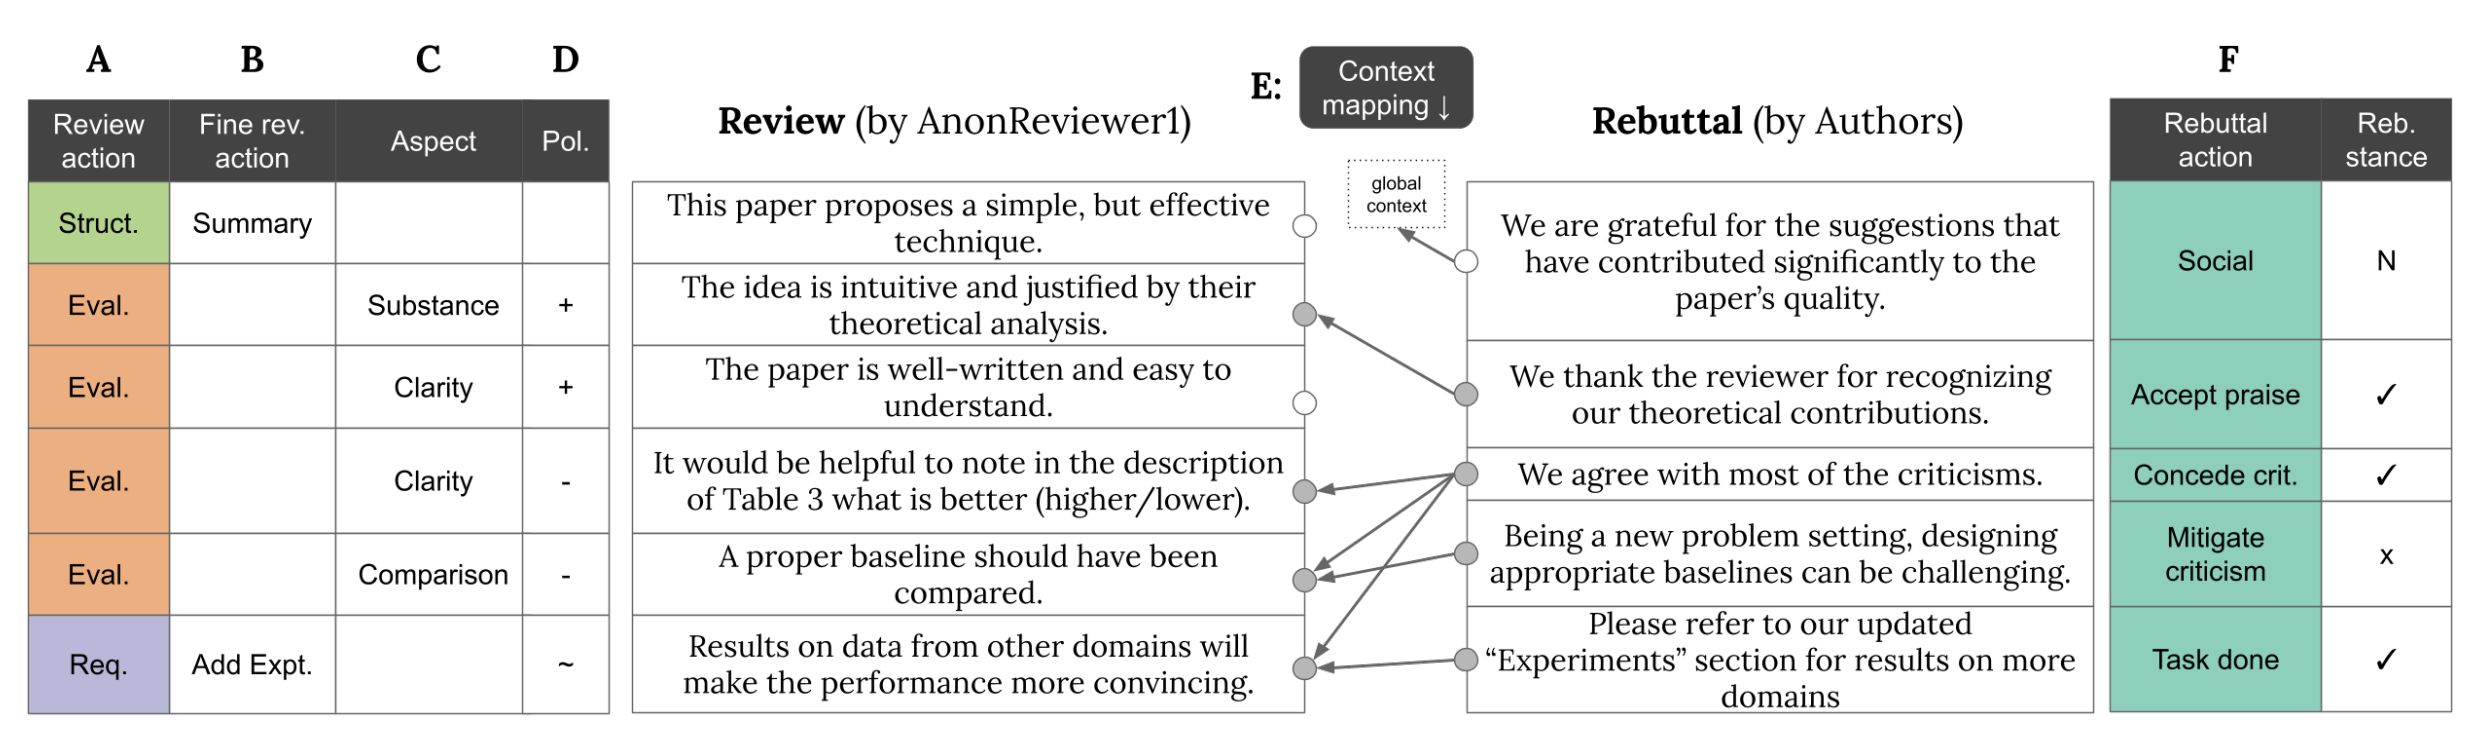 A
B
C
D
E:
Context
mapping ↓
F
Review (by AnonReviewer1)
Rebuttal (by Authors)
Review
action
Fine rev.
action
Aspect
Pol.
Rebuttal
action
Reb.
stance
global
context
Struct.
Summary
This paper proposes a simple, but effective
technique.
Eval.
Substance
+
The idea is intuitive and justified by their
theoretical analysis.
Eval.
Clarity
+
The paper is well-written and easy to
understand.
Eval.
Clarity
-
It would be helpful to note in the description
of Table 3 what is better (higher/lower).
Eval.
Comparison
-
A proper baseline should have been
compared.
Req.
Add Expt.
~
Results on data from other domains will
make the performance more convincing.
We are grateful for the suggestions that
have contributed significantly to the
paper’s quality.
Social
N
We thank the reviewer for recognizing
our theoretical contributions.
Accept praise
✓
We agree with most of the criticisms.
Concede crit.
✓
Being a new problem setting, designing
appropriate baselines can be challenging.
Mitigate
criticism
x
Please refer to our updated
“Experiments” section for results on more
domains
Task done
✓